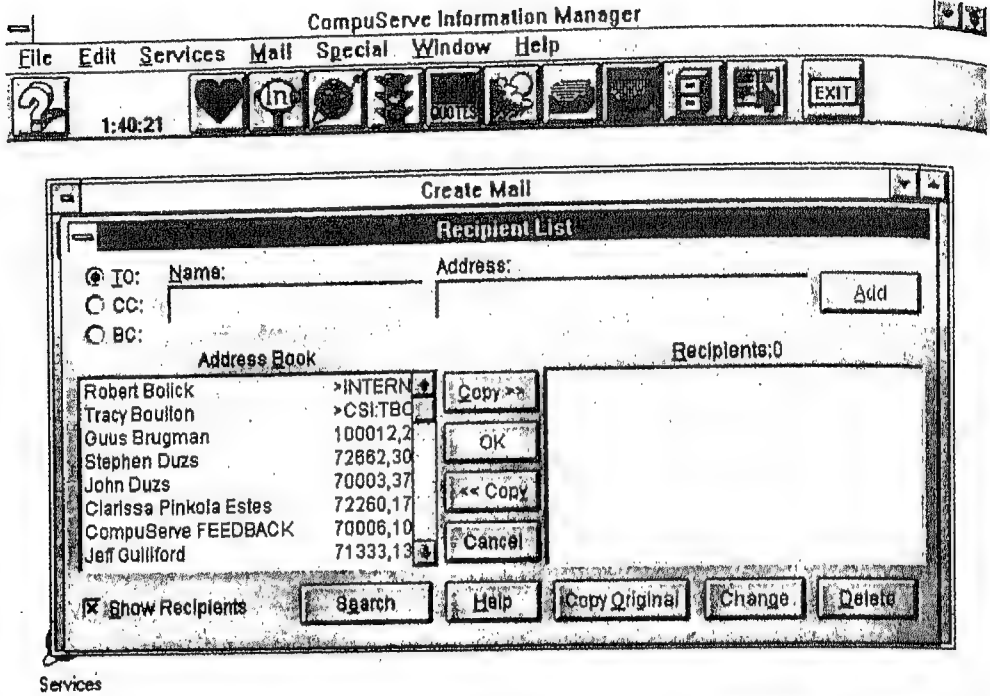 CompuServe Information Manager
File Edit Services Mail Special Window Help
1:40:21 In QUOTES EXIT
Create Mail
Recipient List
TO: Name: Address:
CC: Add
BC:
Address Book Recipients:0
Robert Bolick >INTERN
Tracy Boulton >CSI:TBO
Guus Brugman 100012,2
Stephen Duzs 72662,30
John Duzs 70003,37
Clarissa Pinkola Estes 72260,17
CompuServe FEEDBACK 70006,10
Jeff Gulliford 71333,13
Copy >>
OK
<< Copy
Cancel
Show Recipients Search Help Copy Original Change Delete
Services